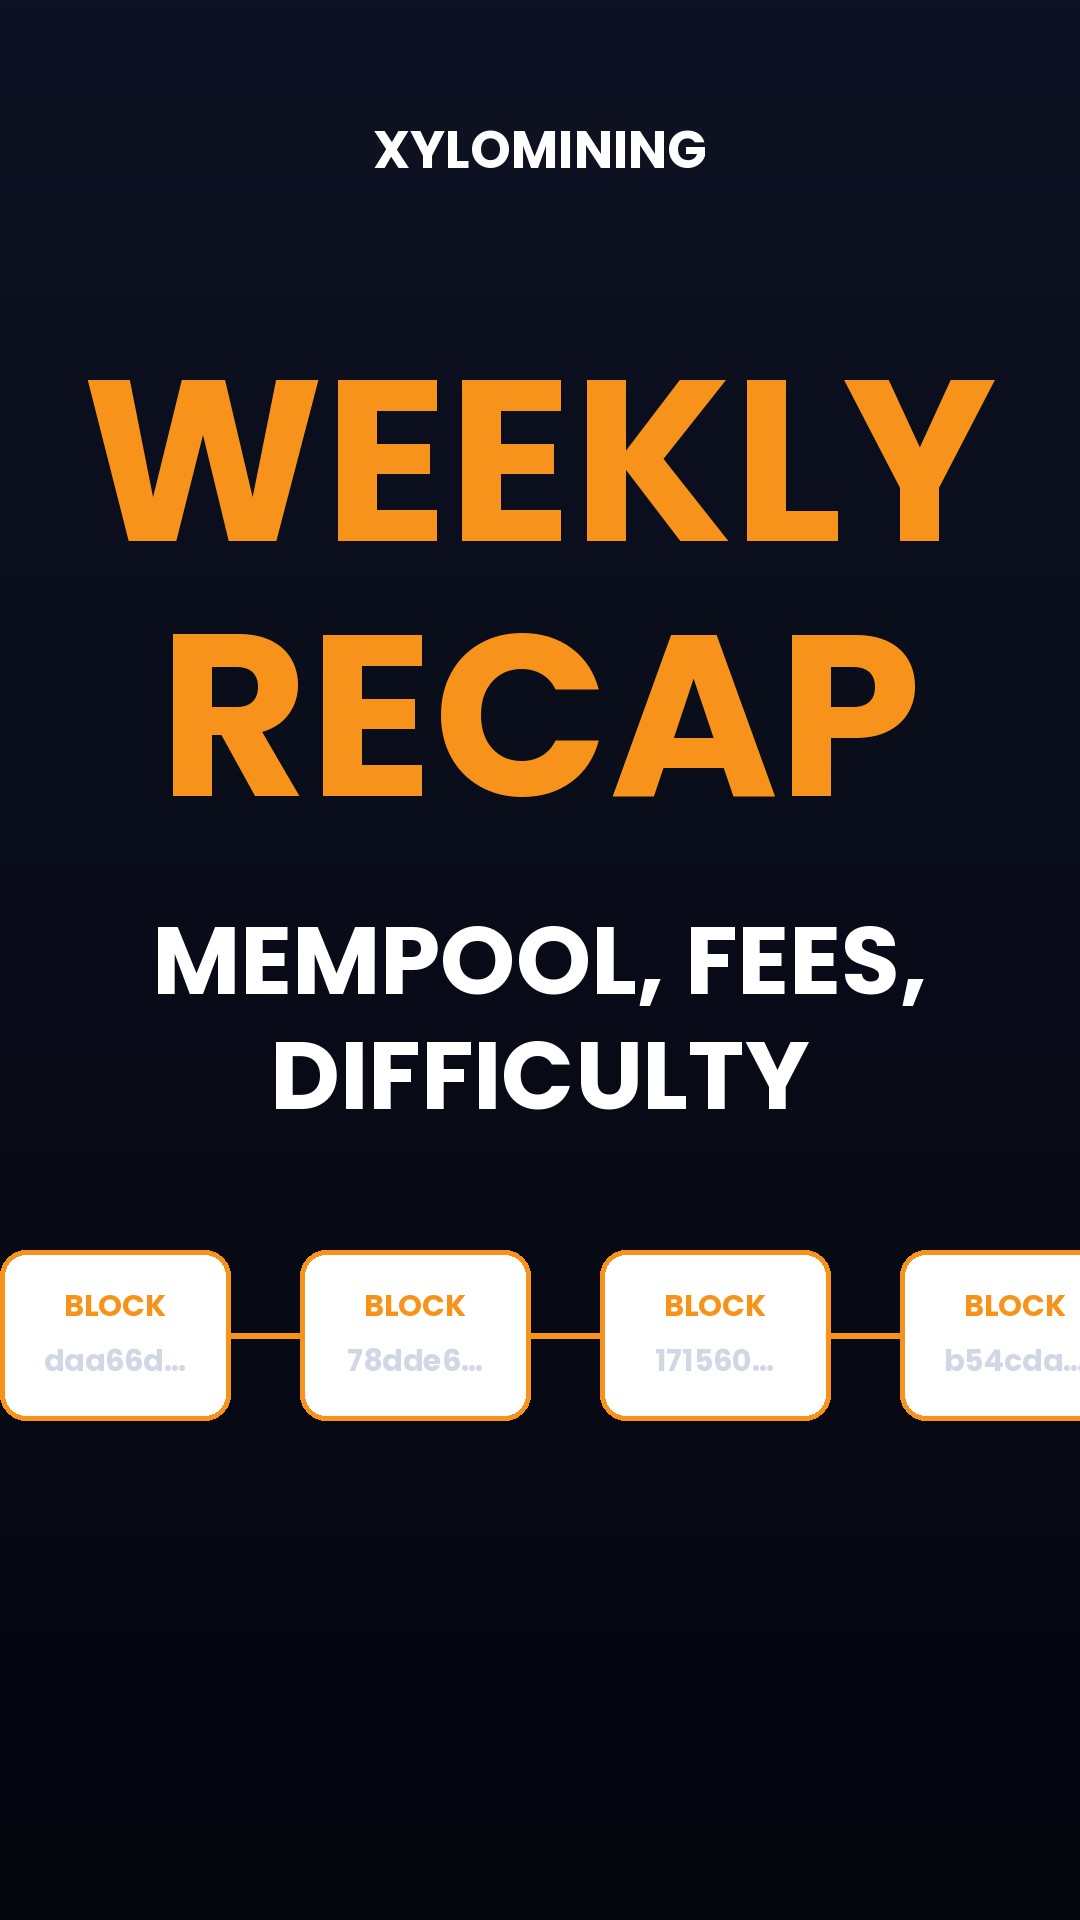 XYLOMINING
WEEKLY
RECAP
MEMPOOL, FEES,
DIFFICULTY
BLOCK BLOCK BLOCK BLOCK
daa66d... 78dde6... 171560... b54cda...